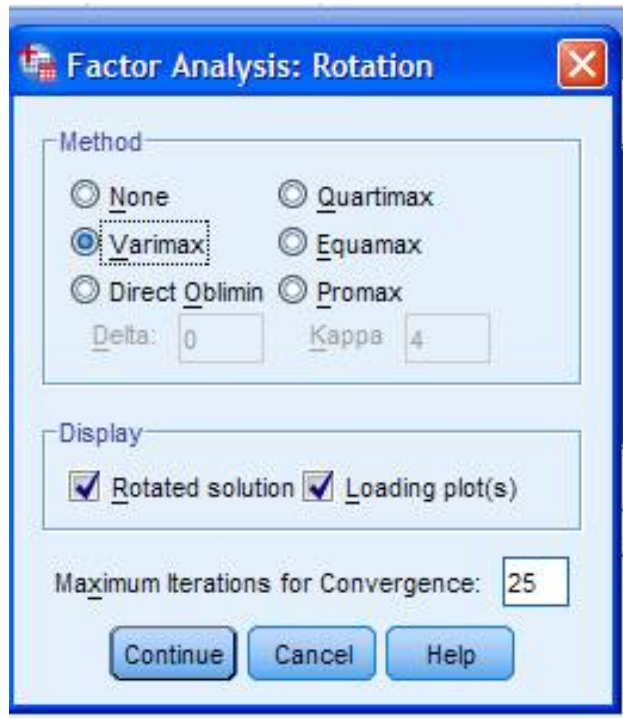 Factor Analysis: Rotation
Method
None Quartimax
Varimax Equamax
Direct Oblimin Promax
Delta: 0 Kappa 4
Display
Rotated solution Loading plot(s)
Maximum Iterations for Convergence: 25
Continue Cancel Help